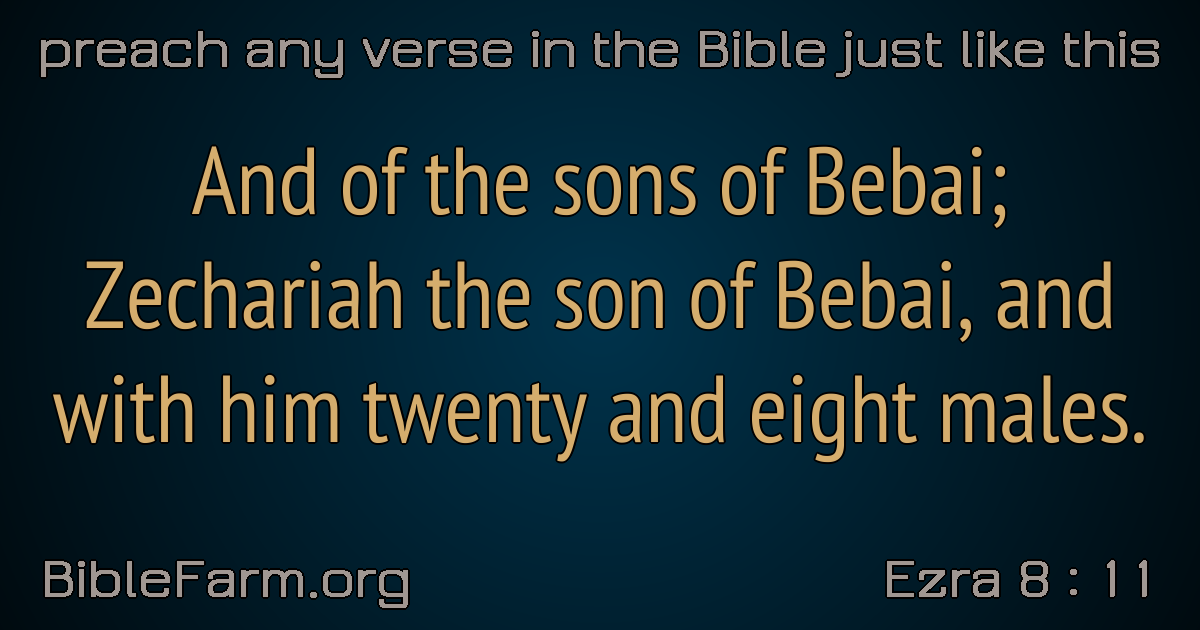 preach any verse in the Bible just like this
And of the sons of Bebai;
Zechariah the son of Bebai, and
with him twenty and eight males.
BibleFarm.org
Ezra 8 : 11